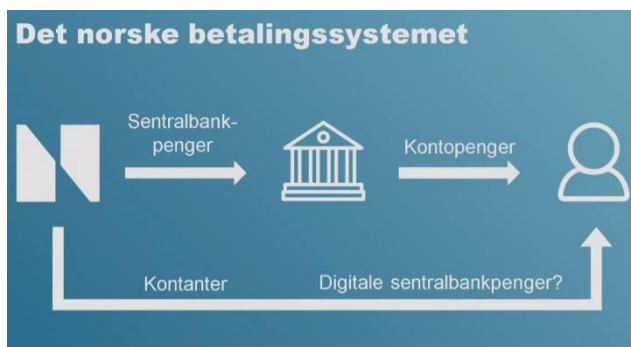 Det norske betalingssystemet
Sentralbank-
penger
Kontopenger
Kontanter
Digitale sentralbankpenger?